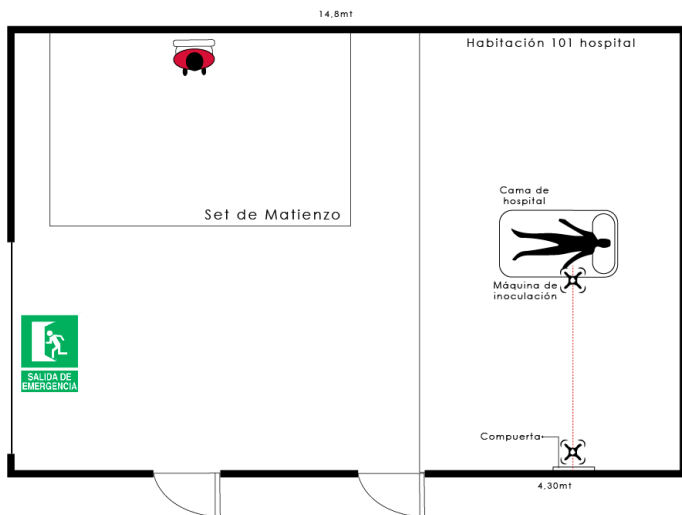 14,8mt
Habitación 101 hospital
Set de Matienzo
Cama de
hospital
Máquina de
inoculación
SALIDA DE
EMERGENCIA
Compuerta
4,30mt